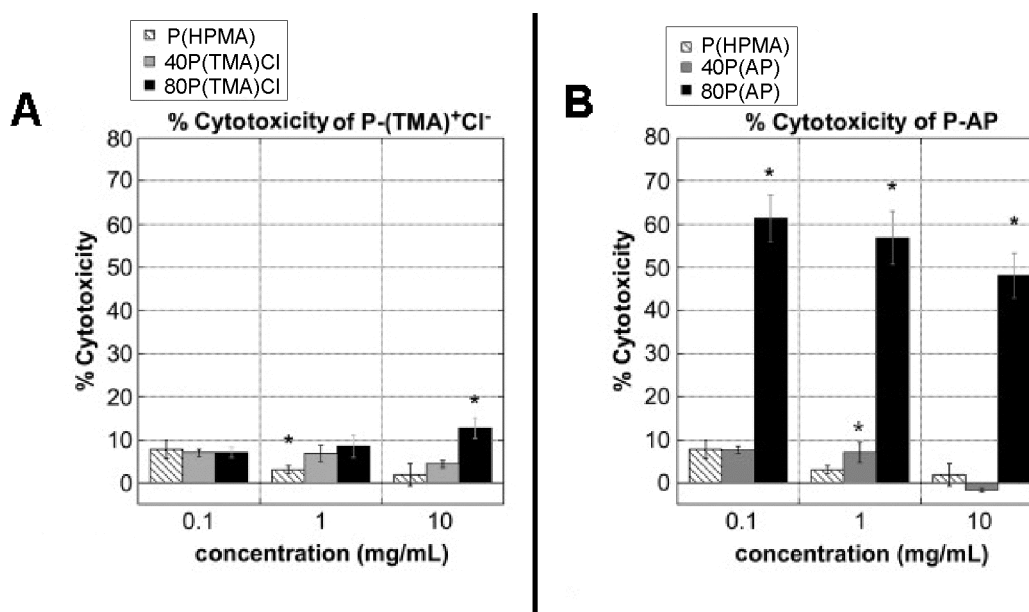 P(HPMA)
40P(TMA)Cl
80P(TMA)Cl
A
% Cytotoxicity of P-(TMA)⁺Cl⁻
80
70
60
50
40
30
20
10
0
% Cytotoxicity
*
*
0.1 1 10
concentration (mg/mL)
P(HPMA)
40P(AP)
80P(AP)
B
% Cytotoxicity of P-AP
80
70
60
50
40
30
20
10
0
% Cytotoxicity
*
*
*
*
0.1 1 10
concentration (mg/mL)